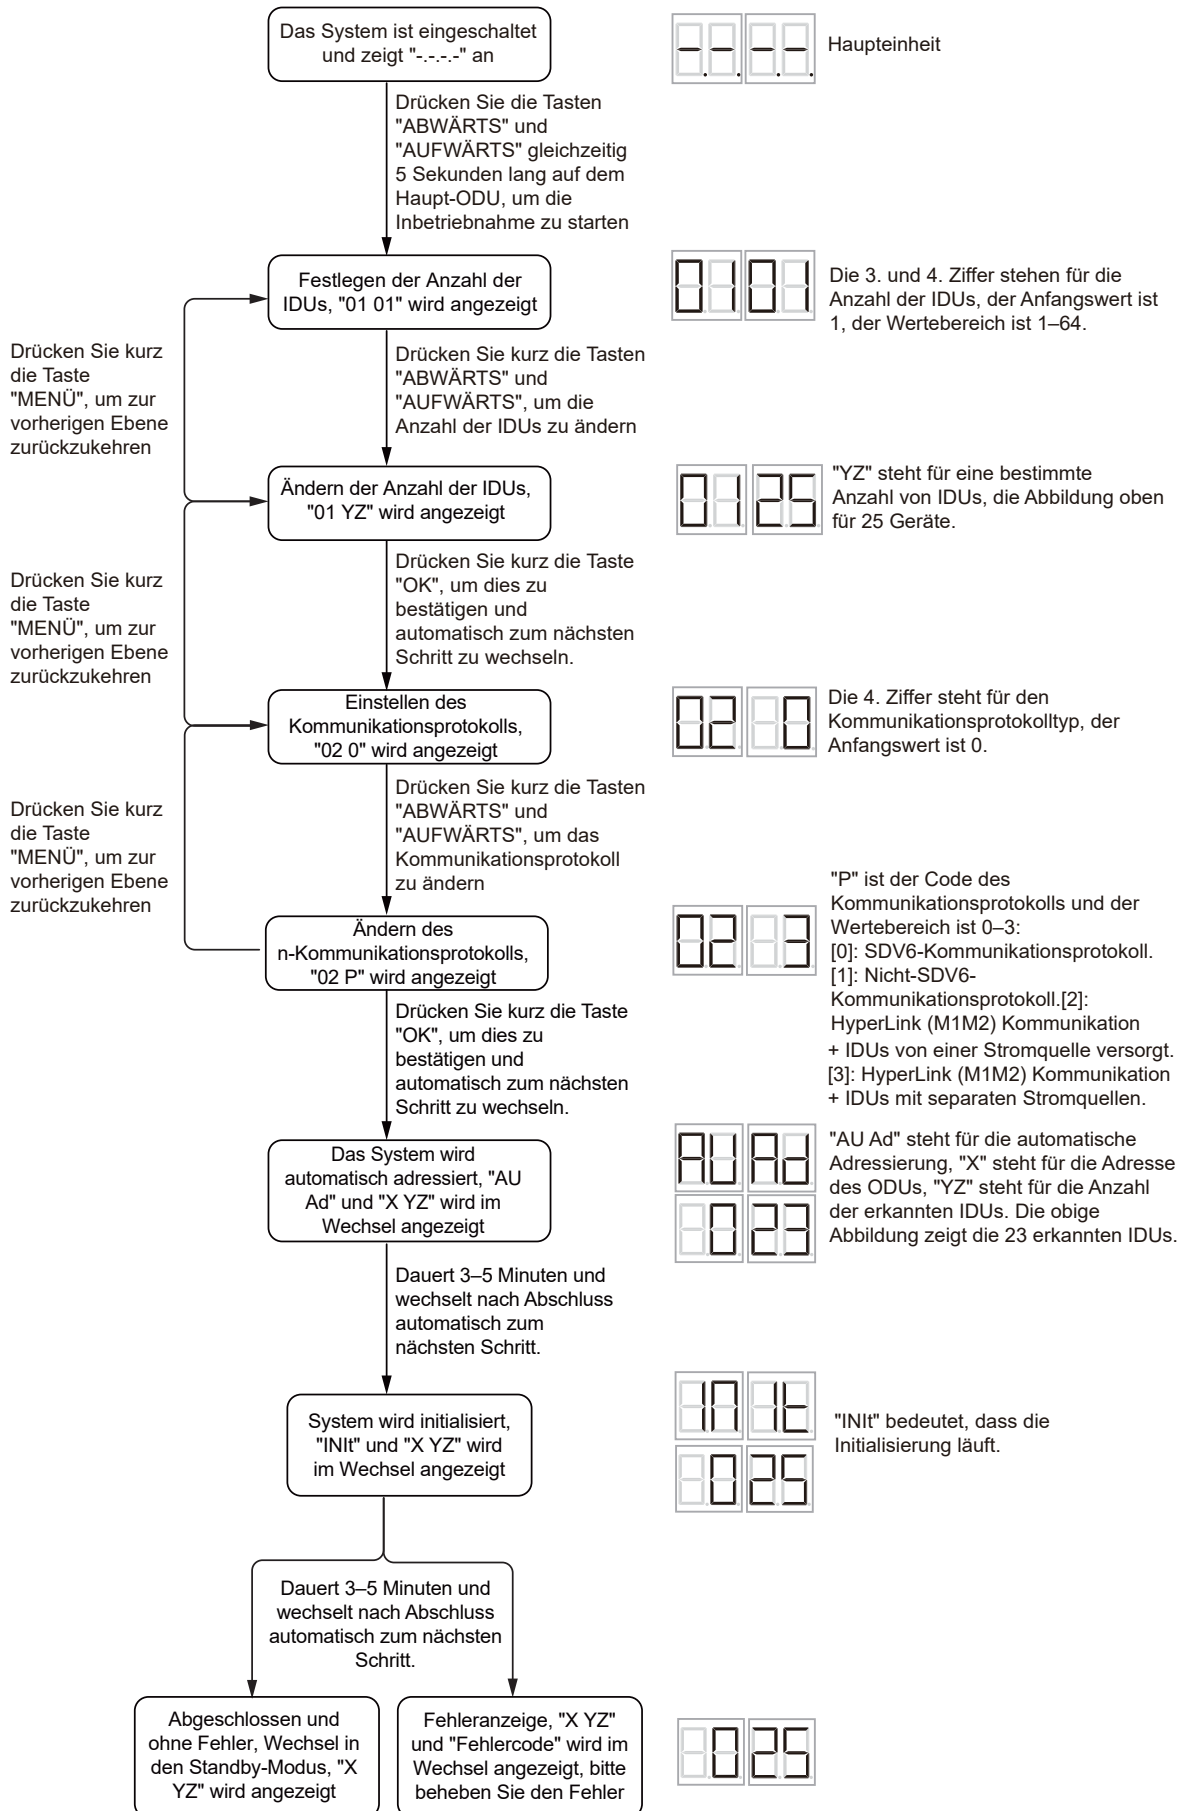 Das System ist eingeschaltet
und zeigt "-.-.-.-" an
-.-.-.-.
Haupteinheit
Drücken Sie die Tasten
"ABWÄRTS" und
"AUFWÄRTS" gleichzeitig
5 Sekunden lang auf dem
Haupt-ODU, um die
Inbetriebnahme zu starten
Festlegen der Anzahl der
IDUs, "01 01" wird angezeigt
0101
Die 3. und 4. Ziffer stehen für die
Anzahl der IDUs, der Anfangswert ist
1, der Wertebereich ist 1–64.
Drücken Sie kurz
die Taste
"MENÜ", um zur
vorherigen Ebene
zurückzukehren
Drücken Sie kurz die Tasten
"ABWÄRTS" und
"AUFWÄRTS", um die
Anzahl der IDUs zu ändern
Ändern der Anzahl der IDUs,
"01 YZ" wird angezeigt
0125
"YZ" steht für eine bestimmte
Anzahl von IDUs, die Abbildung oben
für 25 Geräte.
Drücken Sie kurz
die Taste
"MENÜ", um zur
vorherigen Ebene
zurückzukehren
Drücken Sie kurz die Taste
"OK", um dies zu
bestätigen und
automatisch zum nächsten
Schritt zu wechseln.
Einstellen des
Kommunikationsprotokolls,
"02 0" wird angezeigt
02 0
Die 4. Ziffer steht für den
Kommunikationsprotokolltyp, der
Anfangswert ist 0.
Drücken Sie kurz
die Taste
"MENÜ", um zur
vorherigen Ebene
zurückzukehren
Drücken Sie kurz die Tasten
"ABWÄRTS" und
"AUFWÄRTS", um das
Kommunikationsprotokoll
zu ändern
Ändern des
n-Kommunikationsprotokolls,
"02 P" wird angezeigt
02 3
"P" ist der Code des
Kommunikationsprotokolls und der
Wertebereich ist 0–3:
[0]: SDV6-Kommunikationsprotokoll.
[1]: Nicht-SDV6-
Kommunikationsprotokoll.[2]:
HyperLink (M1M2) Kommunikation
+ IDUs von einer Stromquelle versorgt.
[3]: HyperLink (M1M2) Kommunikation
+ IDUs mit separaten Stromquellen.
Drücken Sie kurz die Taste
"OK", um dies zu
bestätigen und
automatisch zum nächsten
Schritt zu wechseln.
Das System wird
automatisch adressiert, "AU
Ad" und "X YZ" wird im
Wechsel angezeigt
AU Ad
023
"AU Ad" steht für die automatische
Adressierung, "X" steht für die Adresse
des ODUs, "YZ" steht für die Anzahl
der erkannten IDUs. Die obige
Abbildung zeigt die 23 erkannten IDUs.
Dauert 3–5 Minuten und
wechselt nach Abschluss
automatisch zum
nächsten Schritt.
System wird initialisiert,
"INIt" und "X YZ" wird
im Wechsel angezeigt
INIt
025
"INIt" bedeutet, dass die
Initialisierung läuft.
Dauert 3–5 Minuten und
wechselt nach Abschluss
automatisch zum nächsten
Schritt.
Abgeschlossen und
ohne Fehler, Wechsel in
den Standby-Modus, "X
YZ" wird angezeigt
Fehleranzeige, "X YZ"
und "Fehlercode" wird im
Wechsel angezeigt, bitte
beheben Sie den Fehler
025